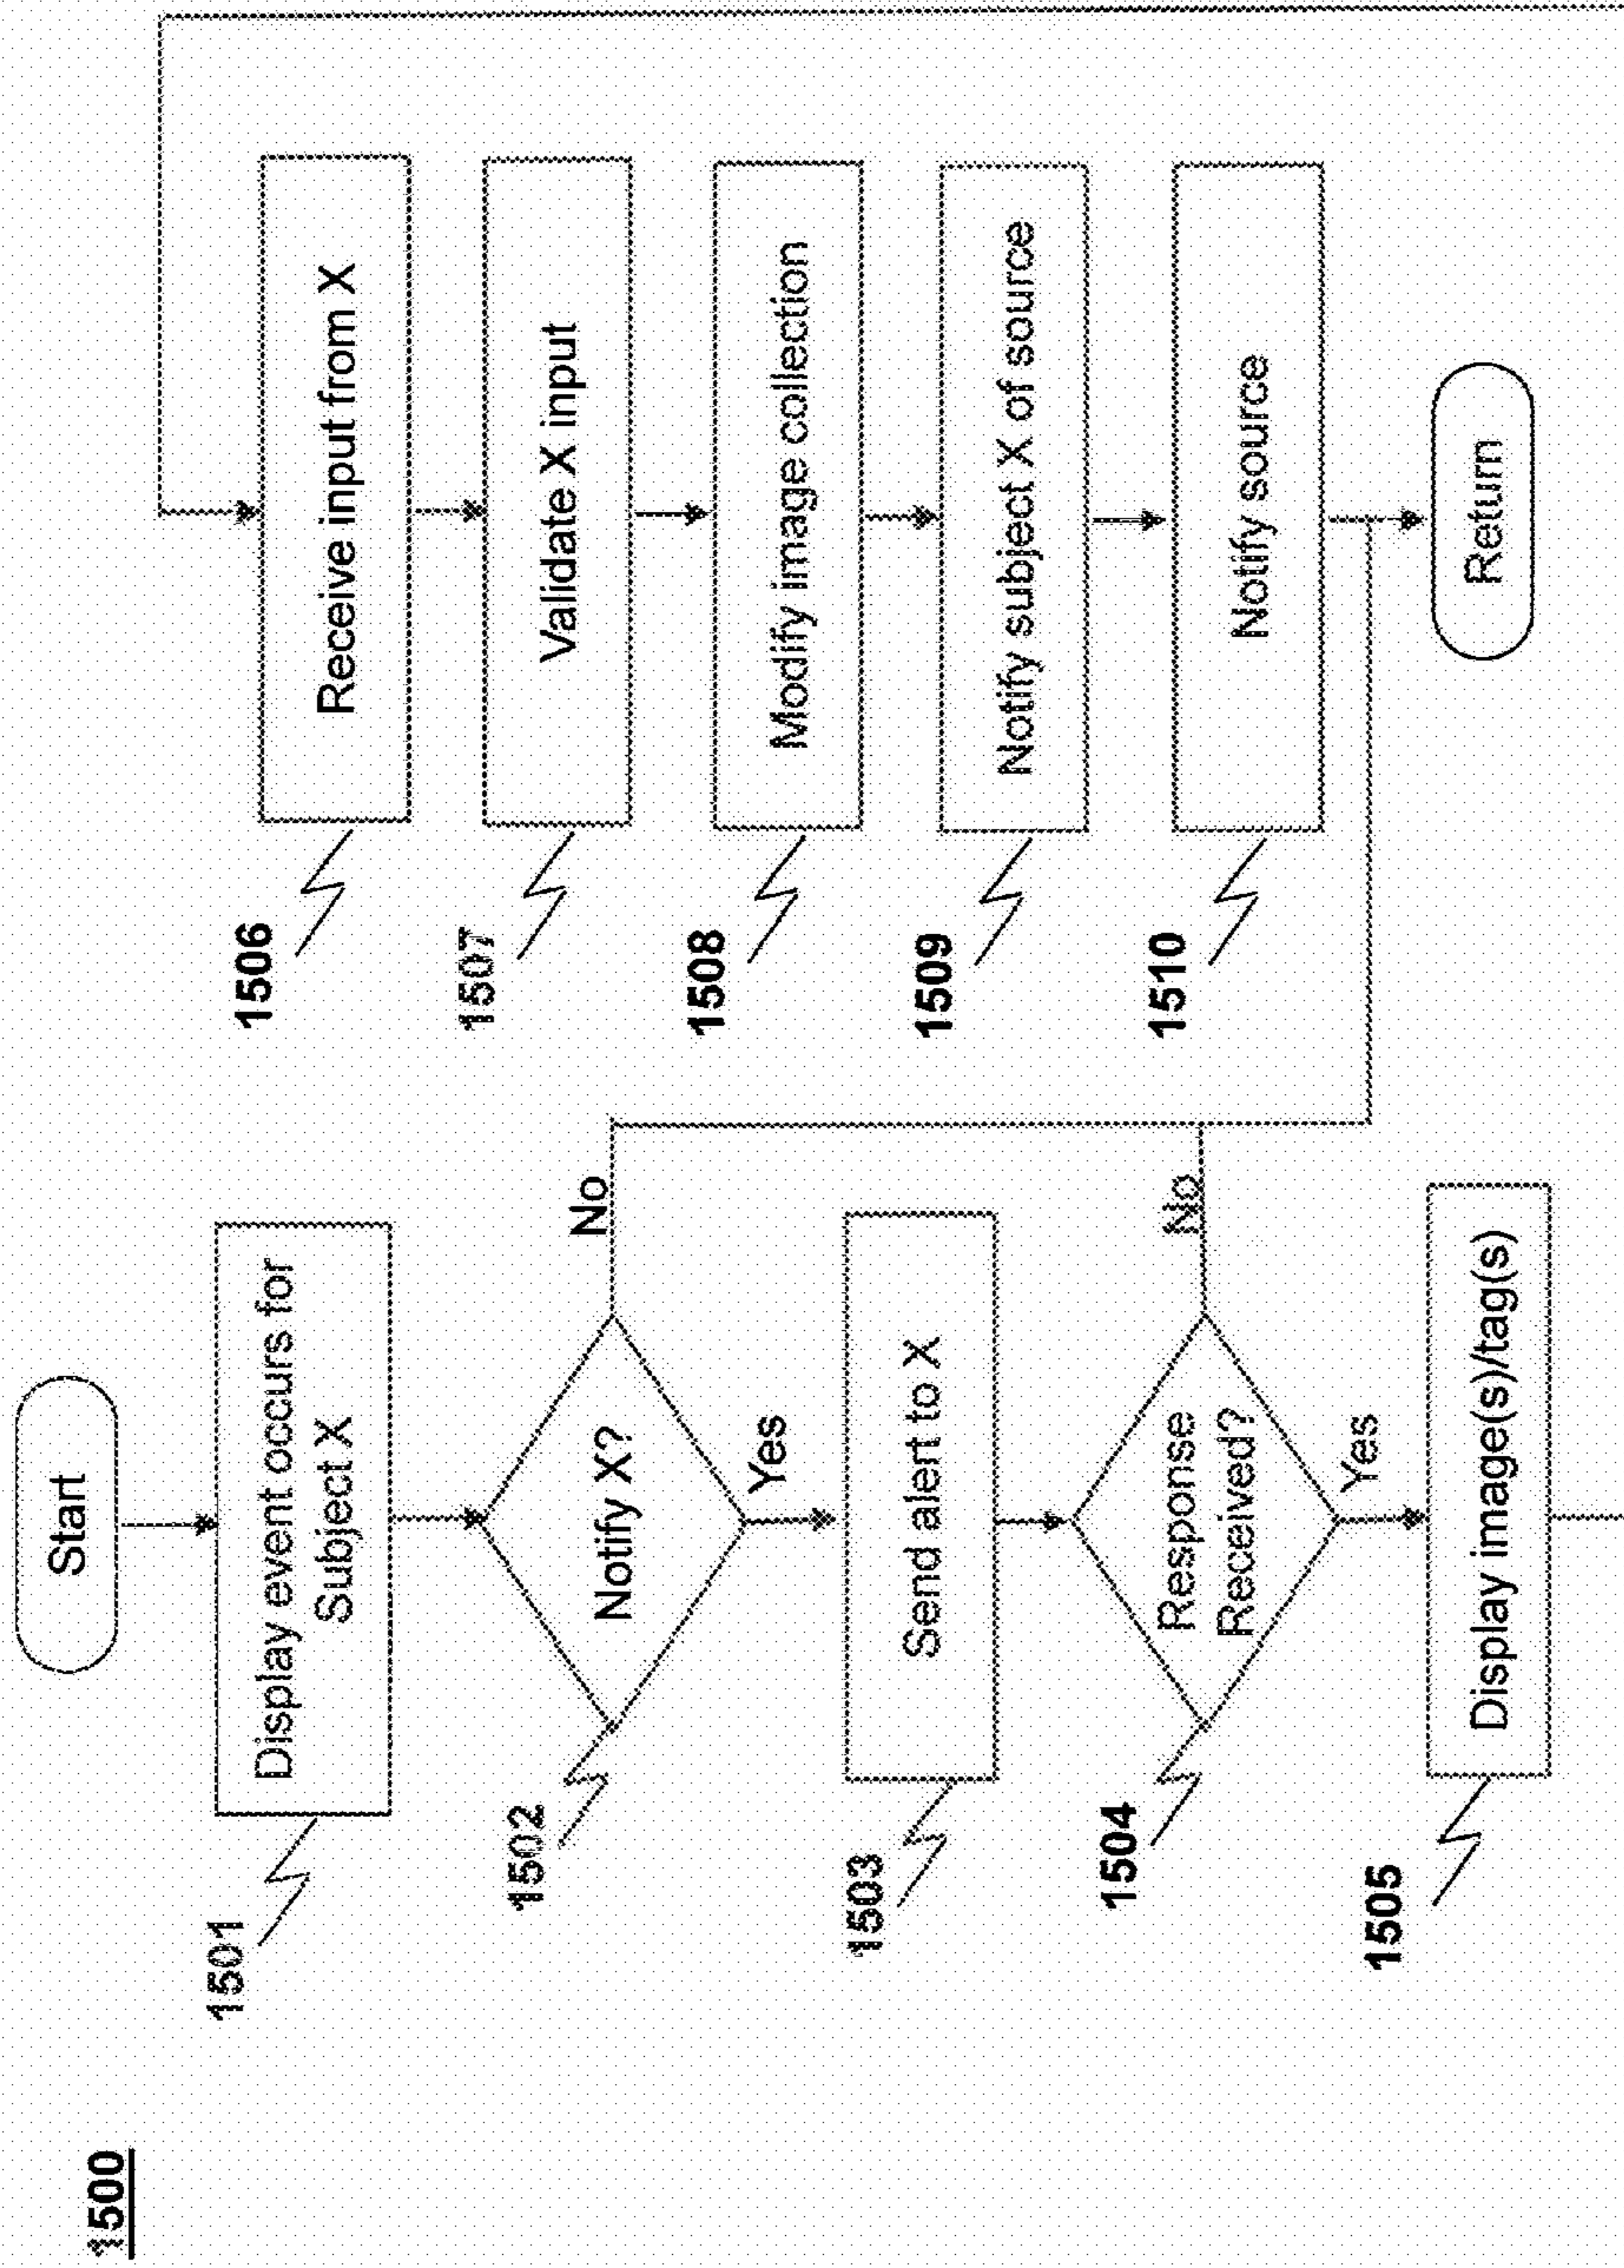 1500
Start
1501
Display event occurs for
Subject X
1502
Notify X?
No
Yes
1503
Send alert to X
1504
Response
Received?
No
Yes
1505
Display image(s)/tag(s)
1506
Receive input from X
1507
Validate X input
1508
Modify image collection
1509
Notify subject X of source
1510
Notify source
Return